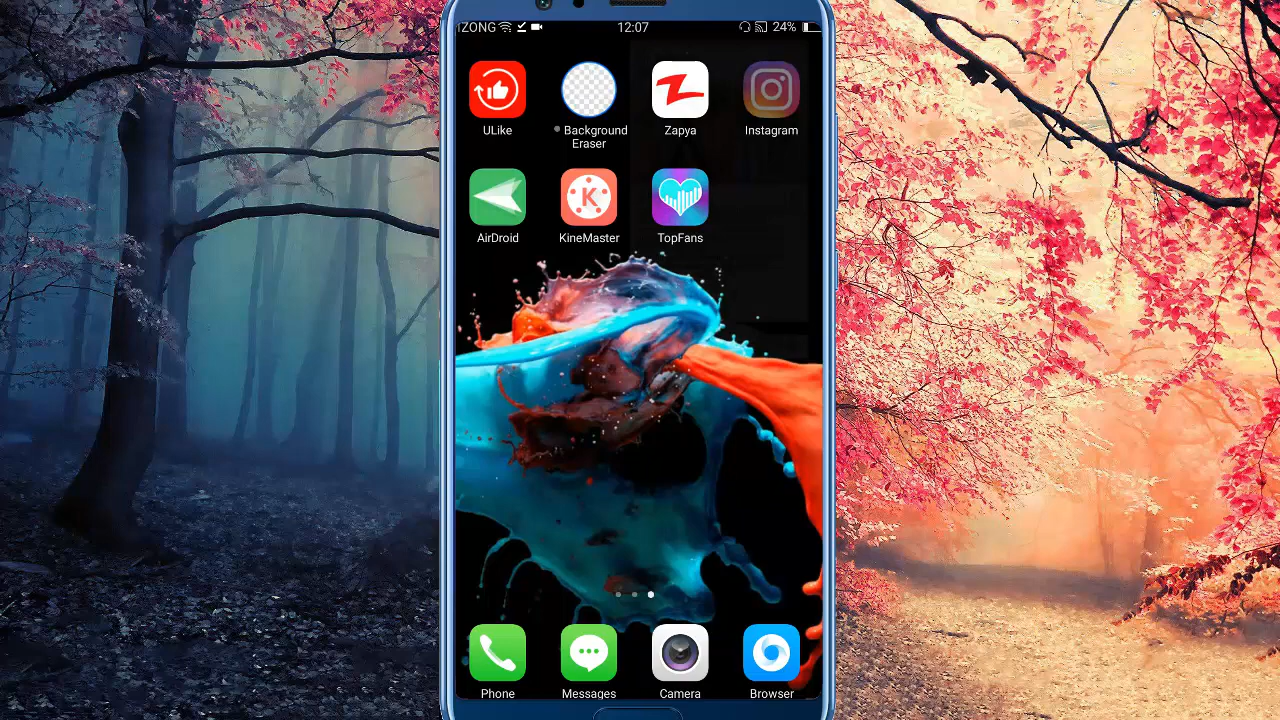 ZONG 12:07 24%
ULike Background Eraser Zapya Instagram
AirDroid KineMaster TopFans
K
Phone Messages Camera Browser